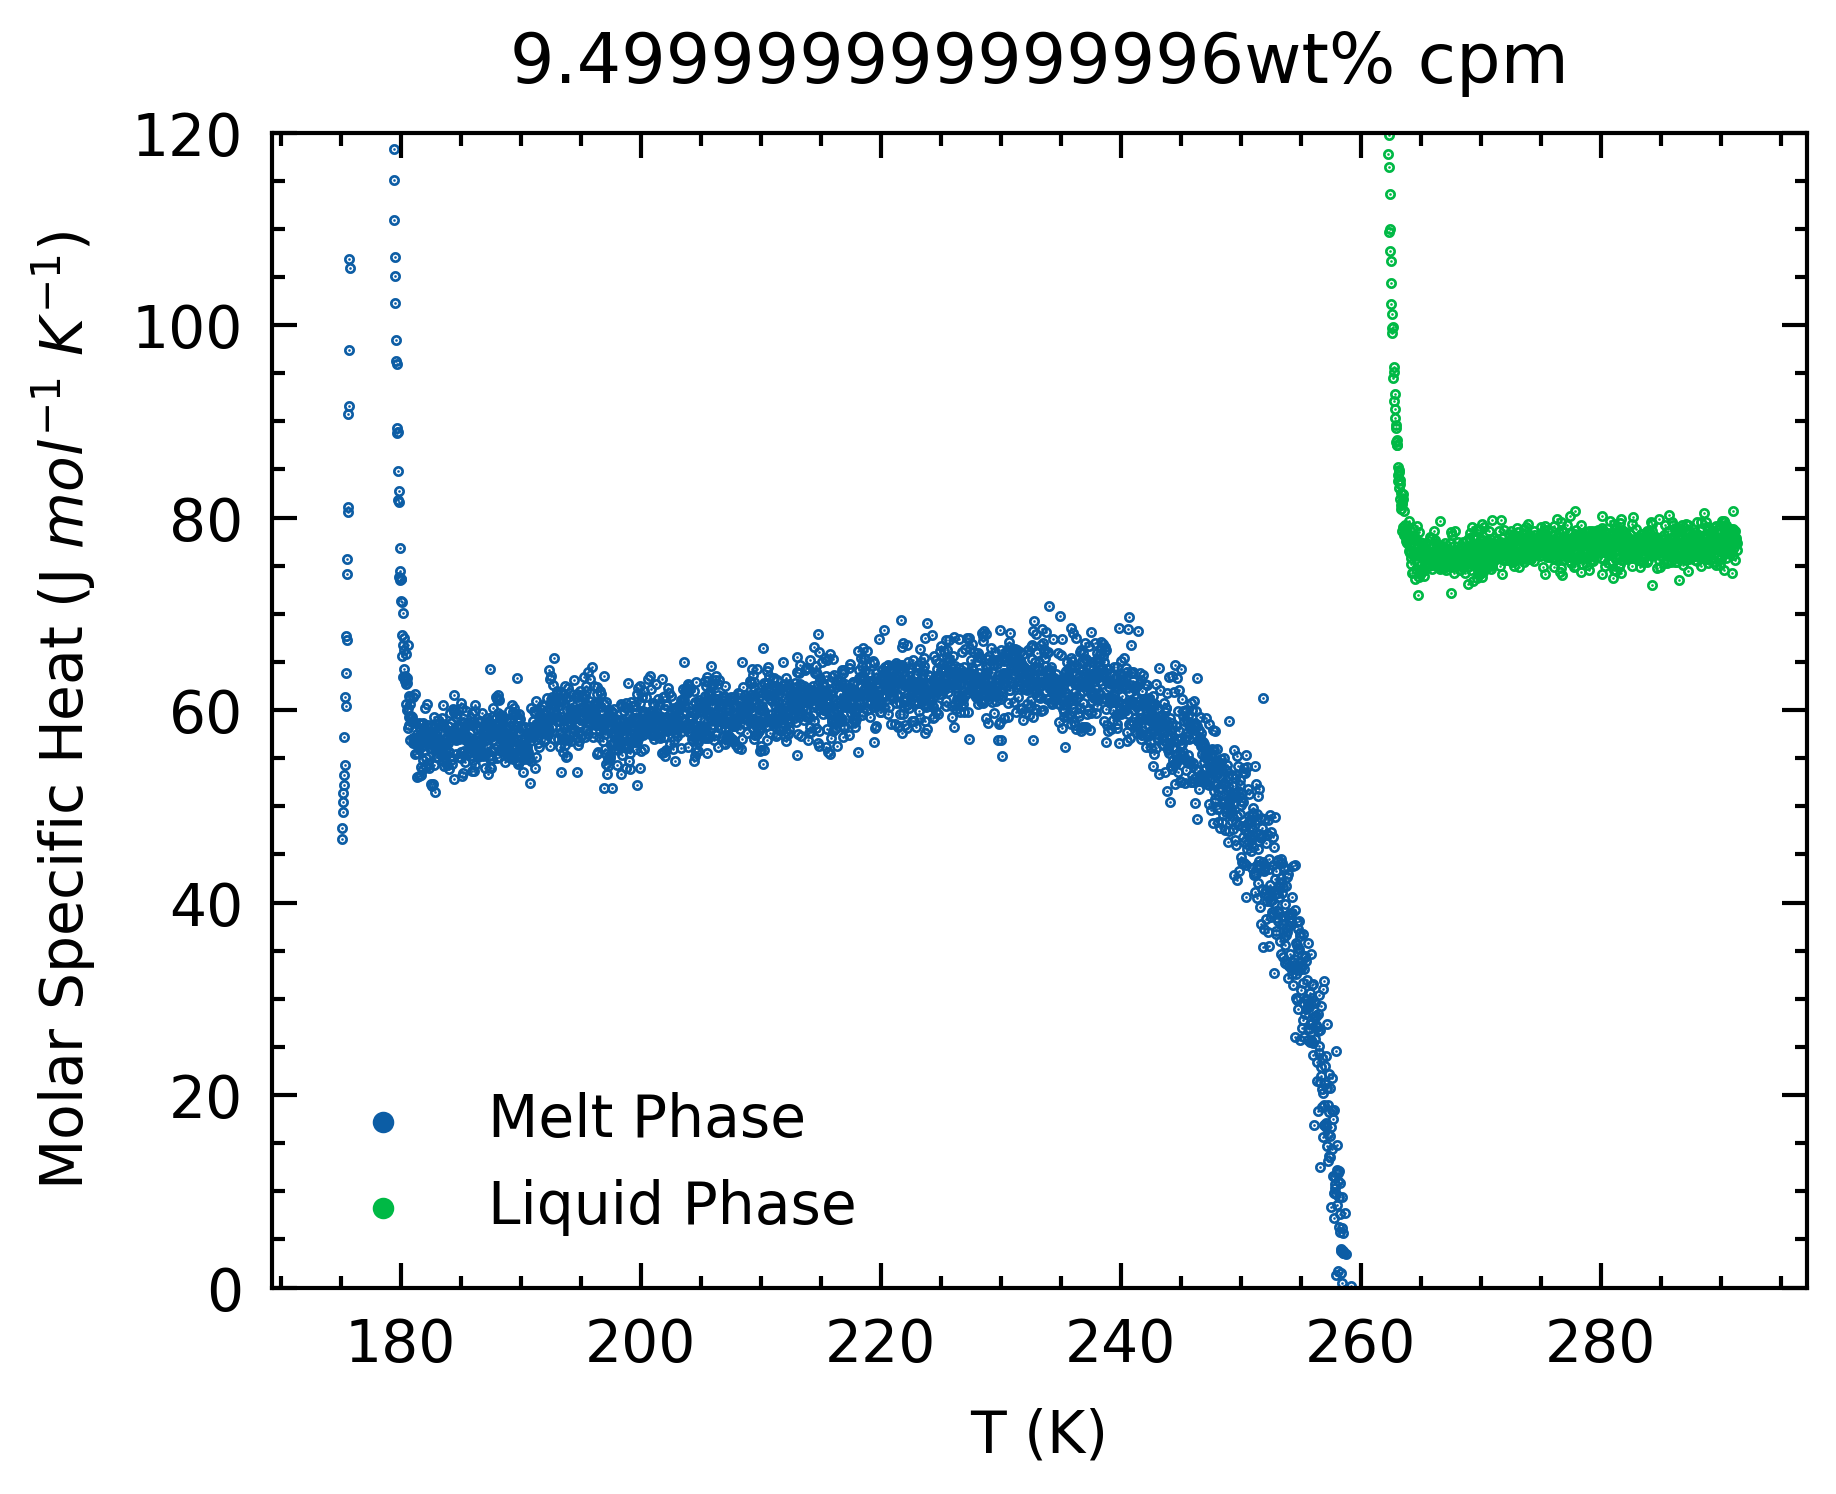 9.499999999999996wt% cpm
Molar Specific Heat (J mol⁻¹ K⁻¹)
120
100
80
60
40
20
0
Melt Phase
Liquid Phase
180 200 220 240 260 280
T (K)